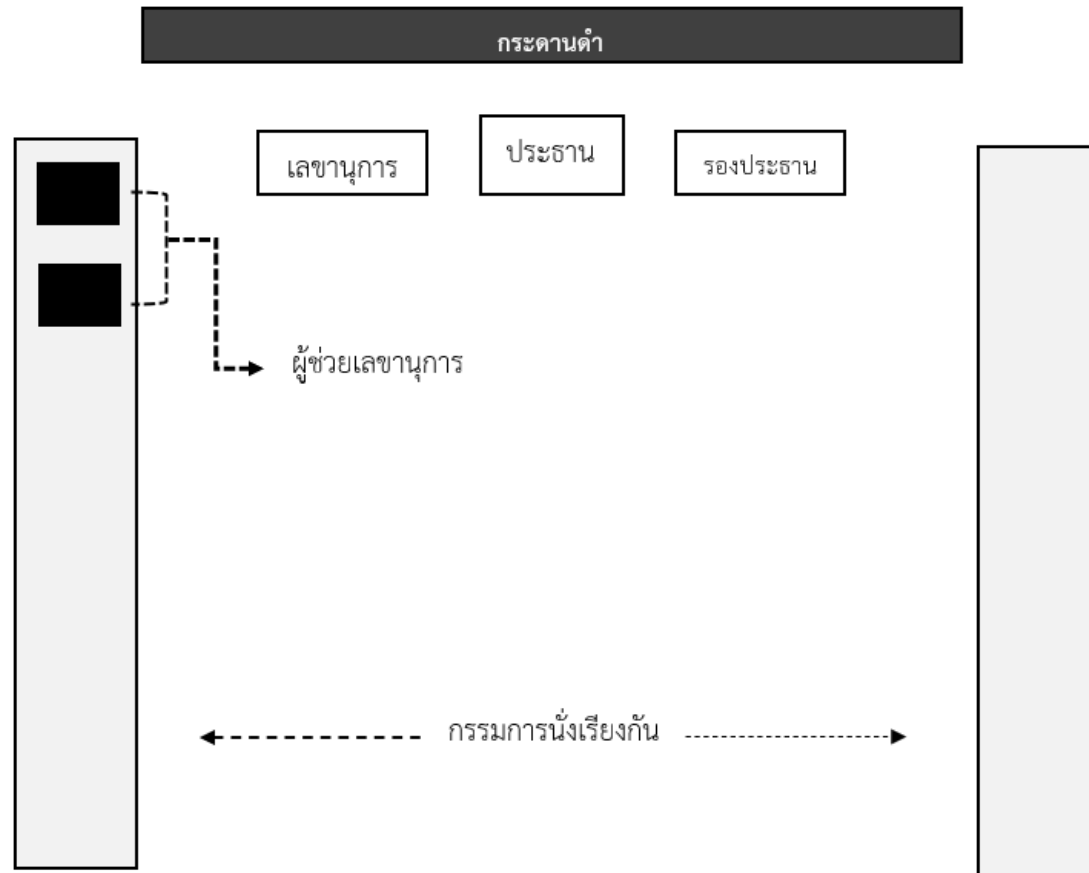 กระดานดำ
เลขานุการ
ประธาน
รองประธาน
ผู้ช่วยเลขานุการ
กรรมการนั่งเรียงกัน